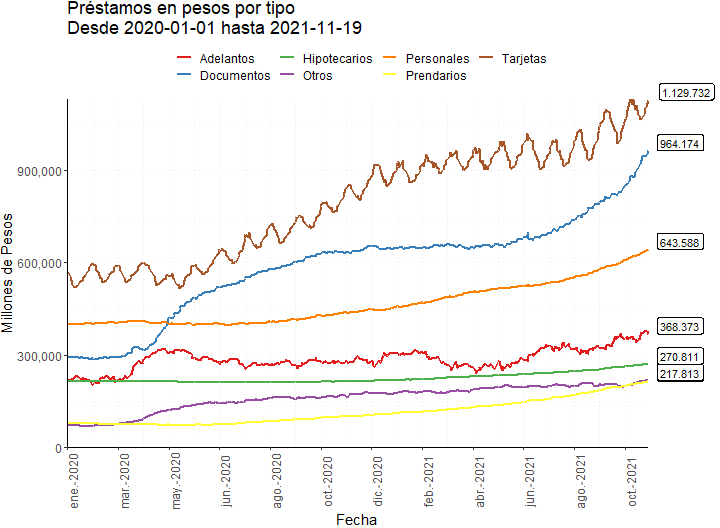 Préstamos en pesos por tipo
Desde 2020-01-01 hasta 2021-11-19
Adelantos Hipotecarios Personales Tarjetas
Documentos Otros Prendarios
1.129.732
964.174
900,000
643.588
600,000
368.373
300,000
270.811
217.813
0
Millones de Pesos
ene.-2020 mar.-2020 may.-2020 jun.-2020 ago.-2020 oct.-2020 dic.-2020 feb.-2021 abr.-2021 jun.-2021 ago.-2021 oct.-2021
Fecha